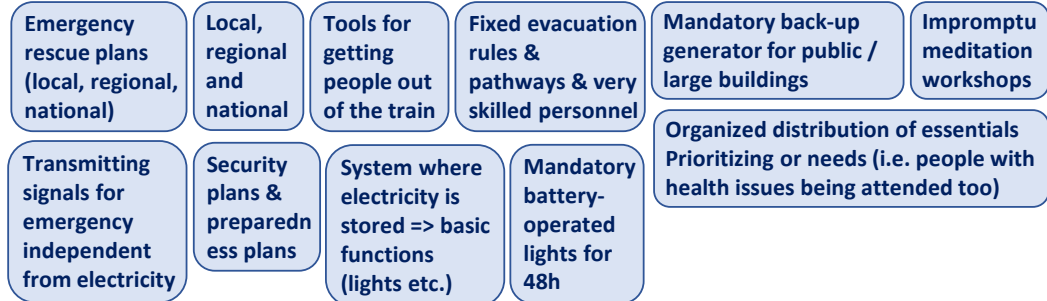 Emergency
rescue plans
(local, regional,
national)
Local,
regional
and
national
Tools for
getting
people out
of the train
Fixed evacuation
rules &
pathways & very
skilled personnel
Mandatory back-up
generator for public /
large buildings
Impromptu
meditation
workshops
Organized distribution of essentials
Prioritizing or needs (i.e. people with
health issues being attended too)
Transmitting
signals for
emergency
independent
from electricity
Security
plans &
preparedn
ess plans
System where
electricity is
stored => basic
functions
(lights etc.)
Mandatory
battery-
operated
lights for
48h